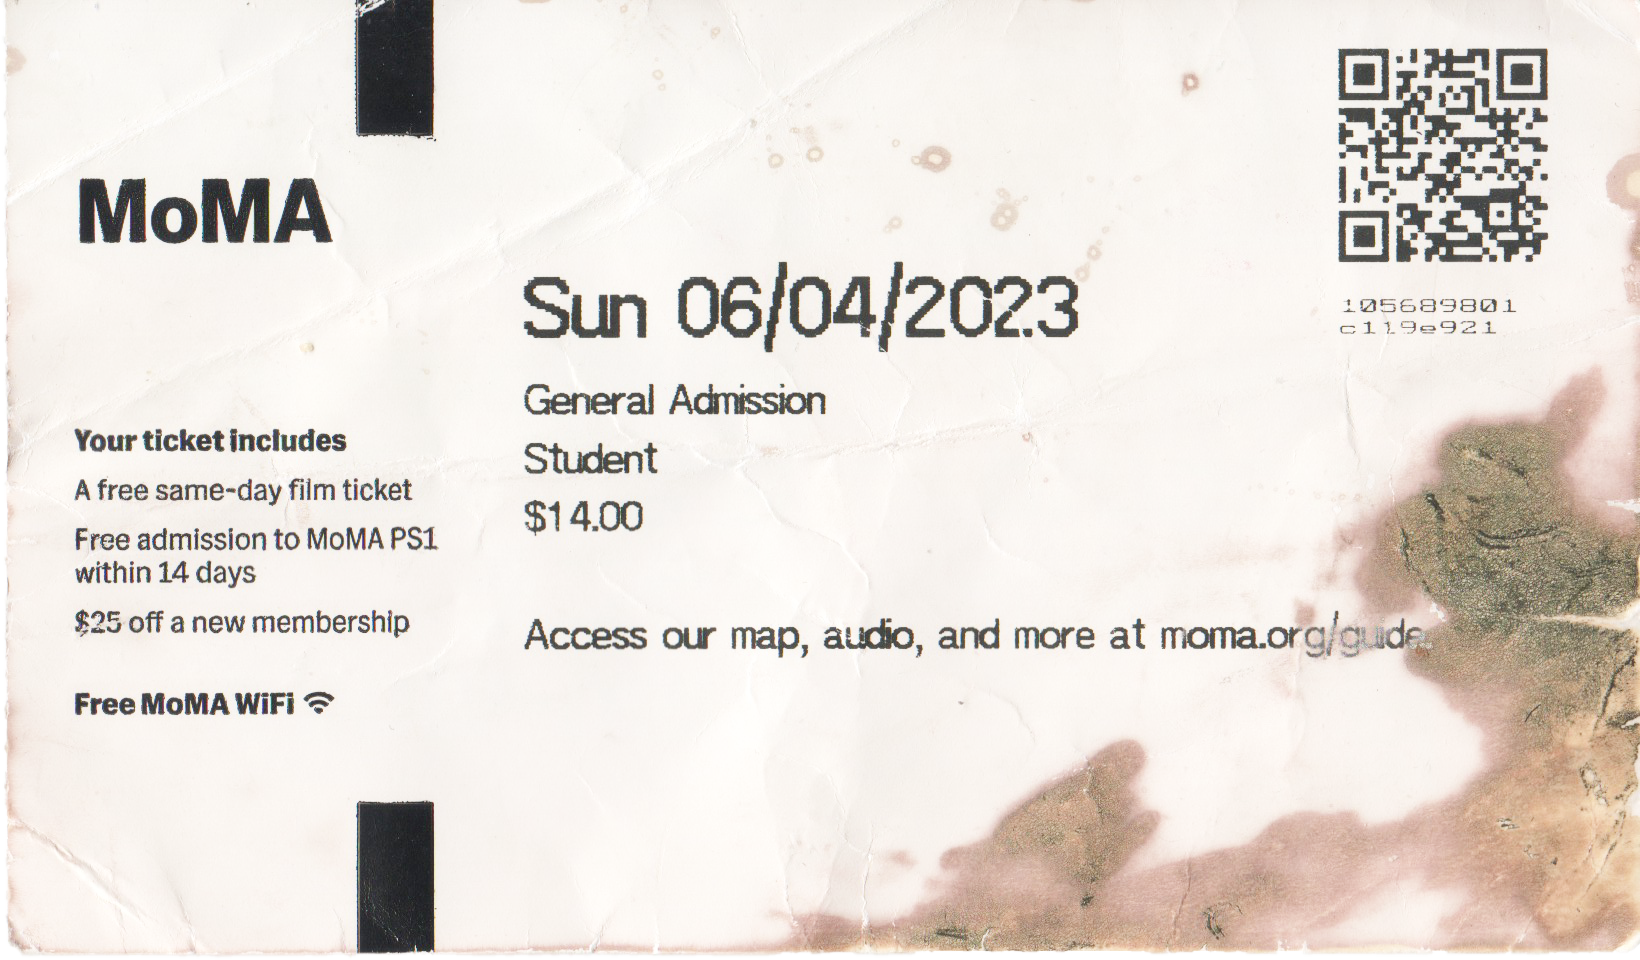 MoMA
Your ticket includes
A free same-day film ticket
Free admission to MoMA PS1
within 14 days
$25 off a new membership
Free MoMA WiFi
Sun 06/04/2023
General Admission
Student
$14.00
Access our map, audio, and more at moma.org/guide.
105689801
c119e921